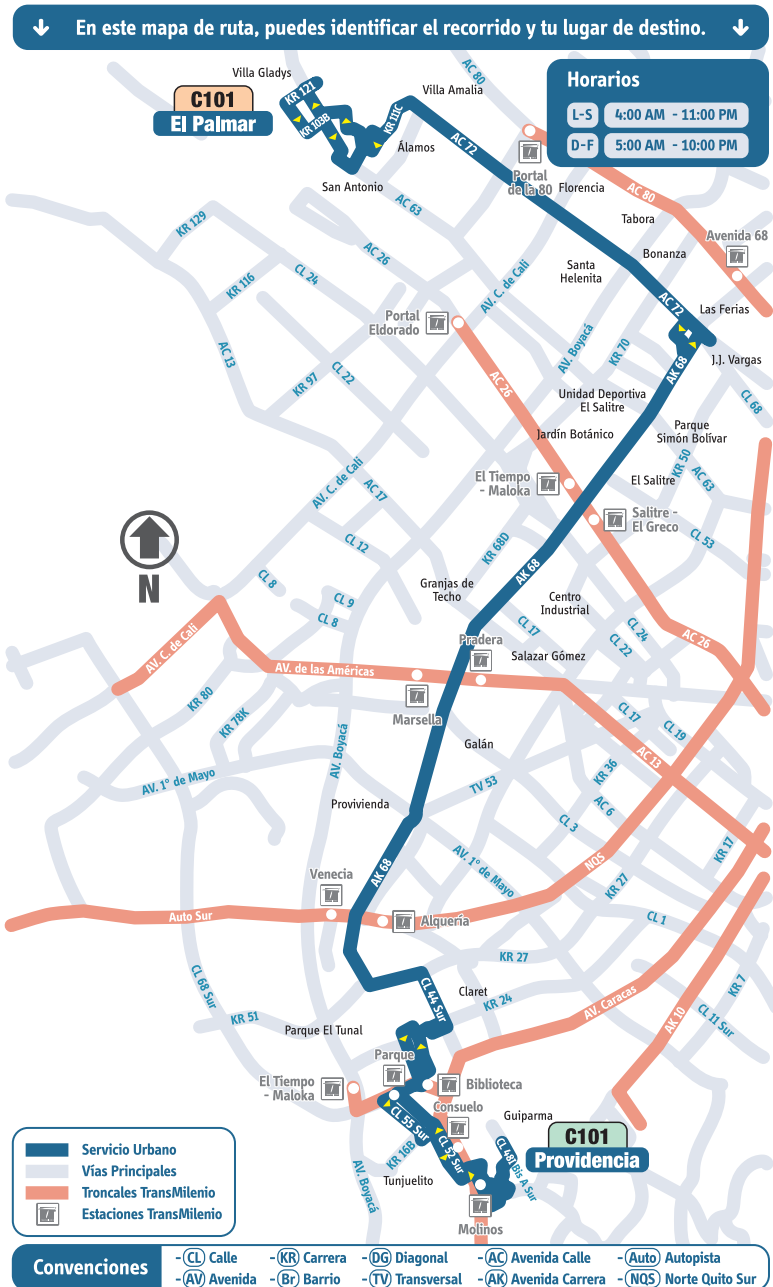 En este mapa de ruta, puedes identificar el recorrido y tu lugar de destino.
Villa Gladys
AC 80
Villa Amalia
Horarios
L-S 4:00 AM - 11:00 PM
D-F 5:00 AM - 10:00 PM
C101
El Palmar
KR 121
KR 103B
KR 111C
AC 72
Álamos
San Antonio
Portal
de la 80
Florencia
AC 80
Tabora
Avenida 68
Bonanza
Santa
Helenita
AC 63
KR 129
AC 26
KR 116
CL 24
AV. C. de Cali
AC 72
Las Ferias
Portal
Eldorado
AV. Boyacá
KR 70
J.J. Vargas
AK 68
AC 13
KR 97
CL 22
AC 26
Unidad Deportiva
El Salitre
CL 68
Jardín Botánico
Parque
Simón Bolívar
KR 50
AC 63
AV. C. de Cali
AC 17
El Tiempo
- Maloka
El Salitre
Salitre -
El Greco
CL 53
N
CL 12
KR 68D
AK 68
CL 8
CL 9
CL 8
Granjas de
Techo
Centro
Industrial
CL 17
CL 24
CL 22
AC 26
Pradera
Salazar Gómez
AV. C. de Cali
AV. de las Américas
KR 80
KR 78K
Marsella
CL 17
CL 19
AV. Boyacá
Galán
AC 13
AV. 1° de Mayo
TV 53
KR 36
AC 6
Provivienda
CL 3
KR 17
AK 68
AV. 1° de Mayo
NQS
Venecia
KR 27
Auto Sur
Alquería
CL 1
KR 27
CL 68 Sur
Claret
CL 44 Sur
KR 24
AV. Caracas
KR 7
AK 10
CL 11 Sur
KR 51
Parque El Tunal
Parque
El Tiempo
- Maloka
Biblioteca
Consuelo
Guiparma
CL 55 Sur
C101
Providencia
KR 16B
CL 52 Sur
CL 48I Bis A Sur
AV. Boyacá
Tunjuelito
Molinos
Servicio Urbano
Vías Principales
Troncales TransMilenio
Estaciones TransMilenio
Convenciones
- CL Calle - KR Carrera - DG Diagonal - AC Avenida Calle - Auto Autopista
- AV Avenida - Br Barrio - TV Transversal - AK Avenida Carrera - NQS Norte Quito Sur